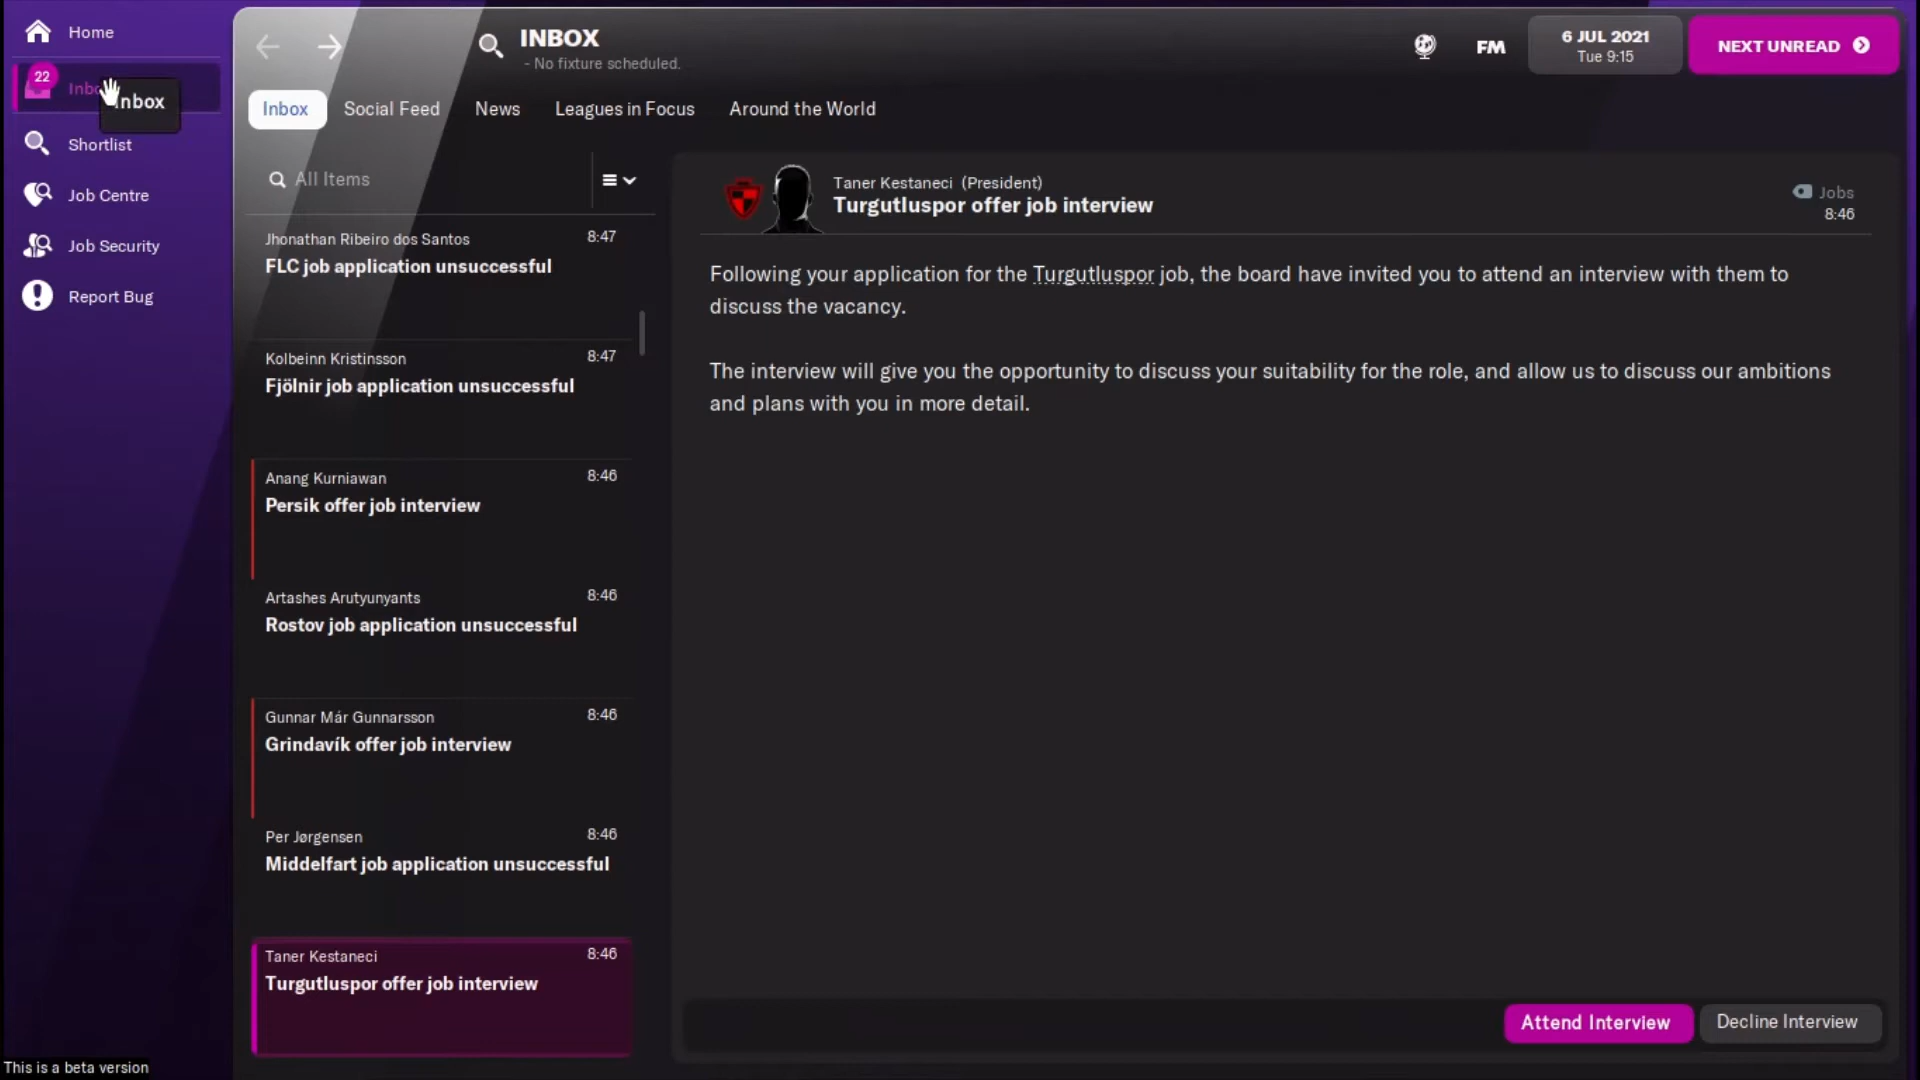 Home
22
Inbox
Inbox
Shortlist
Job Centre
Job Security
Report Bug
INBOX
- No fixture scheduled.
FM
6 JUL 2021
Tue 9:15
NEXT UNREAD
Inbox
Social Feed
News
Leagues in Focus
Around the World
All Items
Jhonathan Ribeiro dos Santos
8:47
FLC job application unsuccessful
Kolbeinn Kristinsson
8:47
Fjölnir job application unsuccessful
Anang Kurniawan
8:46
Persik offer job interview
Artashes Arutyunyants
8:46
Rostov job application unsuccessful
Gunnar Már Gunnarsson
8:46
Grindavík offer job interview
Per Jørgensen
8:46
Middelfart job application unsuccessful
Taner Kestaneci
8:46
Turgutluspor offer job interview
Taner Kestaneci (President)
Turgutluspor offer job interview
Jobs
8:46
Following your application for the Turgutluspor job, the board have invited you to attend an interview with them to
discuss the vacancy.
The interview will give you the opportunity to discuss your suitability for the role, and allow us to discuss our ambitions
and plans with you in more detail.
Attend Interview
Decline Interview
This is a beta version